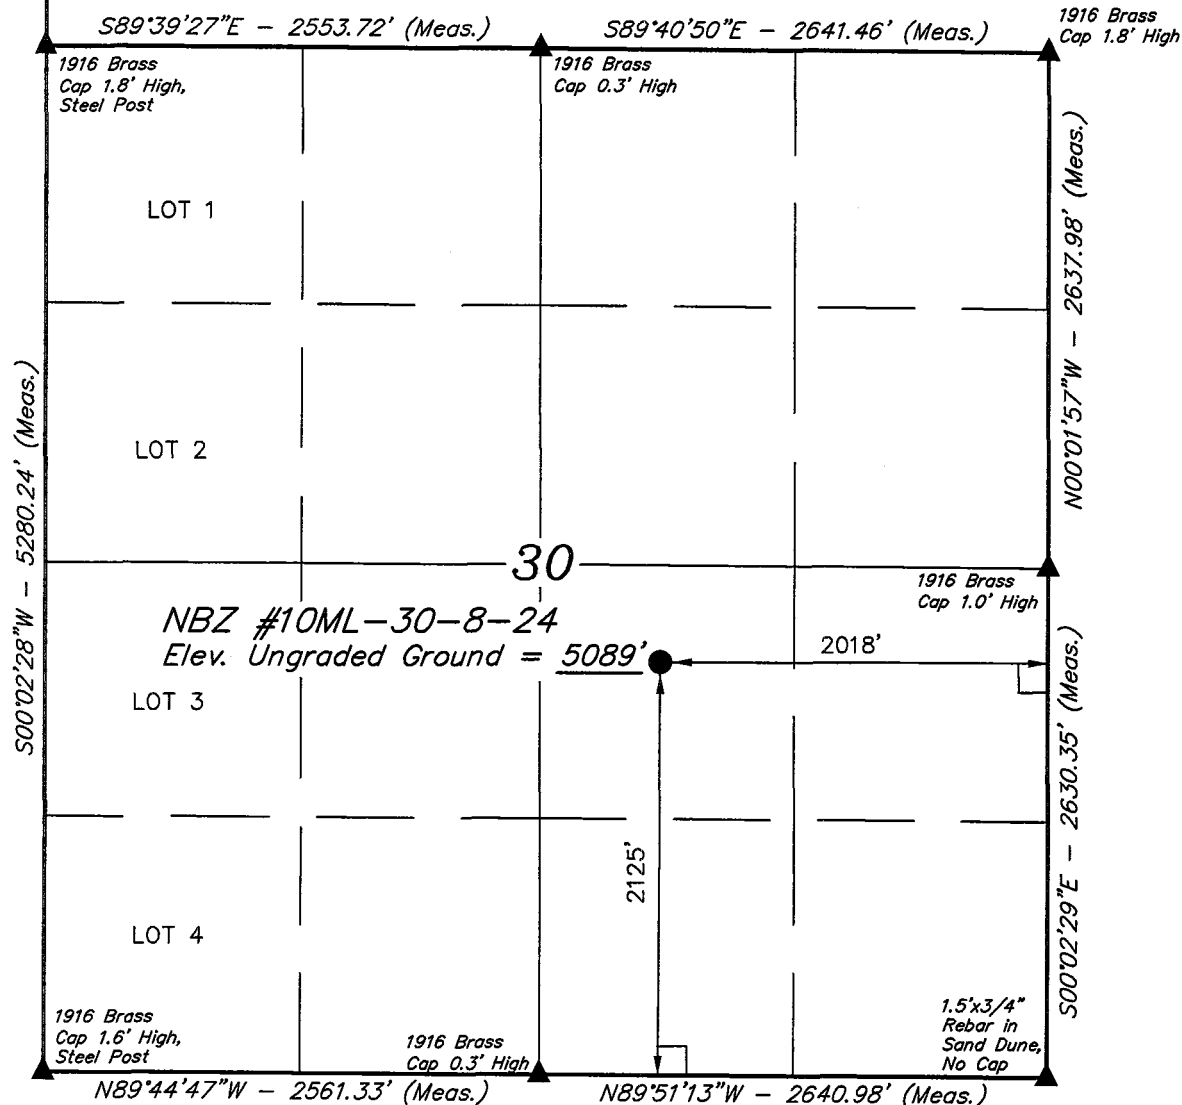 S89°39'27"E - 2553.72' (Meas.)
S89°40'50"E - 2641.46' (Meas.)
1916 Brass
Cap 1.8' High
1916 Brass
Cap 1.8' High,
Steel Post
1916 Brass
Cap 0.3' High
N00°01'57"W - 2637.98' (Meas.)
LOT 1
LOT 2
S00°02'28"W - 5280.24' (Meas.)
30
1916 Brass
Cap 1.0' High
NBZ #10ML-30-8-24
Elev. Ungraded Ground = 5089'
2018'
LOT 3
S00°02'29"E - 2630.35' (Meas.)
2125'
LOT 4
1916 Brass
Cap 1.6' High,
Steel Post
1916 Brass
Cap 0.3' High
1.5'x3/4"
Rebar in
Sand Dune,
No Cap
N89°44'47"W - 2561.33' (Meas.)
N89°51'13"W - 2640.98' (Meas.)